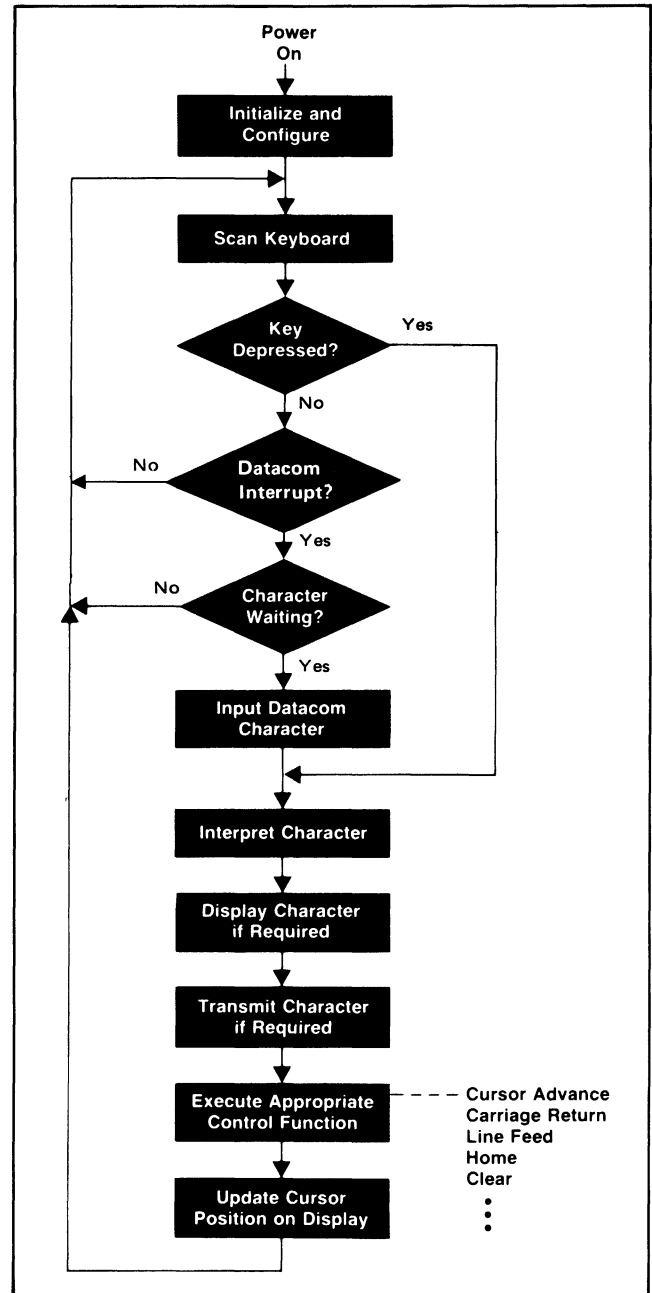 Power
On
Initialize and
Configure
Scan Keyboard
Key
Depressed?
Yes
No
Datacom
Interrupt?
No
Yes
Character
Waiting?
No
Yes
Input Datacom
Character
Interpret Character
Display Character
if Required
Transmit Character
if Required
Execute Appropriate
Control Function
Cursor Advance
Carriage Return
Line Feed
Home
Clear
Update Cursor
Position on Display